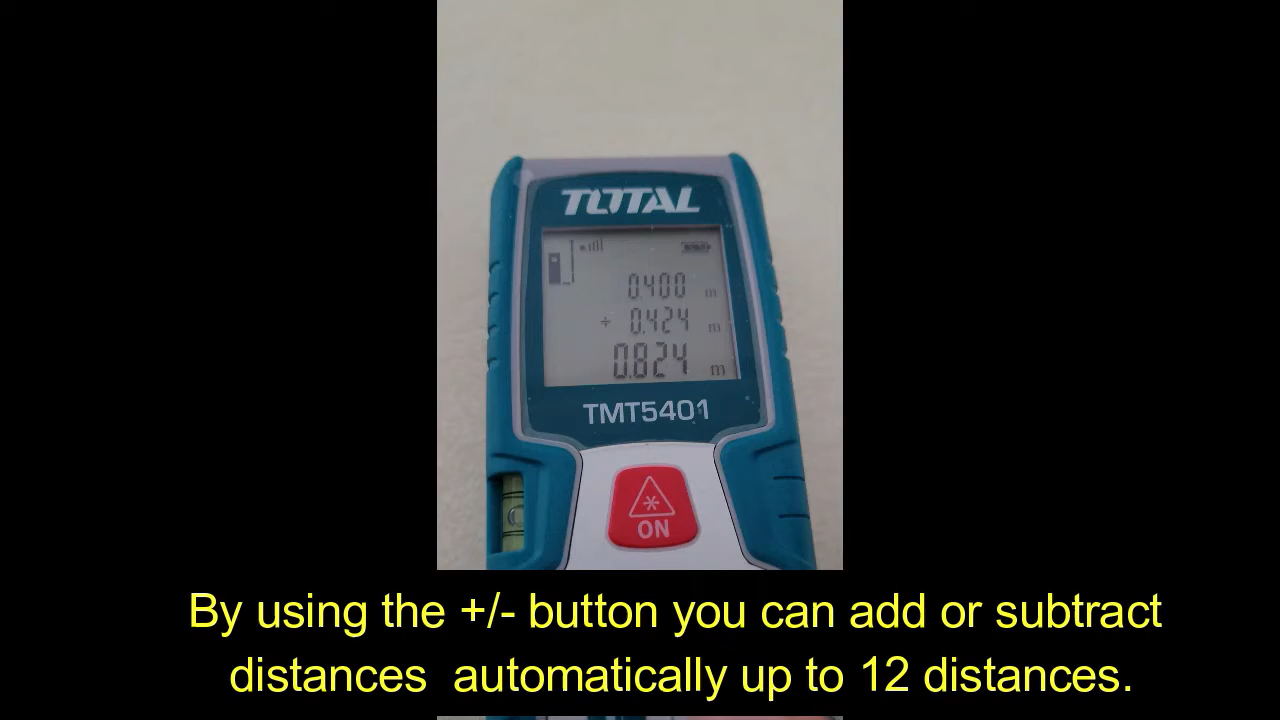 TOTAL
0.400 m
+ 0.424 m
0.824 m
TMT5401
ON
By using the +/- button you can add or subtract
distances  automatically up to 12 distances.